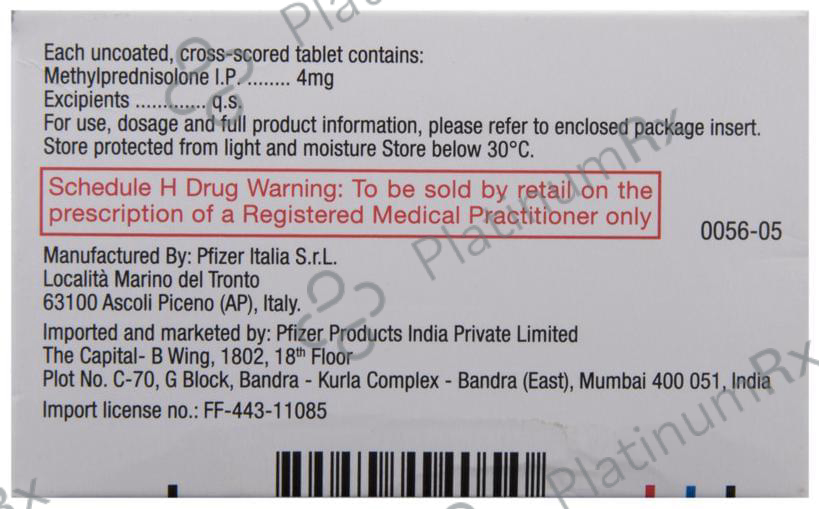 Each uncoated, cross-scored tablet contains:
Methylprednisolone I.P. ........ 4mg
Excipients ............. q.s.
For use, dosage and full product information, please refer to enclosed package insert.
Store protected from light and moisture Store below 30°C.
Schedule H Drug Warning: To be sold by retail on the
prescription of a Registered Medical Practitioner only
0056-05
Manufactured By: Pfizer Italia S.r.L.
Località Marino del Tronto
63100 Ascoli Piceno (AP), Italy.
Imported and marketed by: Pfizer Products India Private Limited
The Capital- B Wing, 1802, 18th Floor
Plot No. C-70, G Block, Bandra - Kurla Complex - Bandra (East), Mumbai 400 051, India
Import license no.: FF-443-11085
PlatinumRx
PlatinumRx
PlatinumRx
Rx